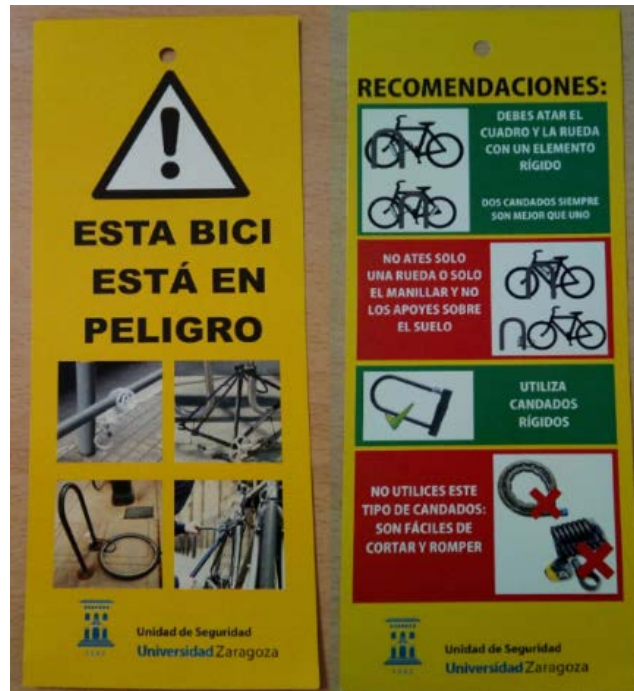 ESTA BICI
ESTÁ EN
PELIGRO
Unidad de Seguridad
Universidad Zaragoza
RECOMENDACIONES:
DEBES ATAR EL
CUADRO Y LA RUEDA
CON UN ELEMENTO
RÍGIDO
DOS CANDADOS SIEMPRE
SON MEJOR QUE UNO
NO ATES SOLO
UNA RUEDA O SOLO
EL MANILLAR Y NO
LOS APOYES SOBRE
EL SUELO
UTILIZA
CANDADOS
RÍGIDOS
NO UTILICES ESTE
TIPO DE CANDADOS:
SON FÁCILES DE
CORTAR Y ROMPER
Unidad de Seguridad
Universidad Zaragoza